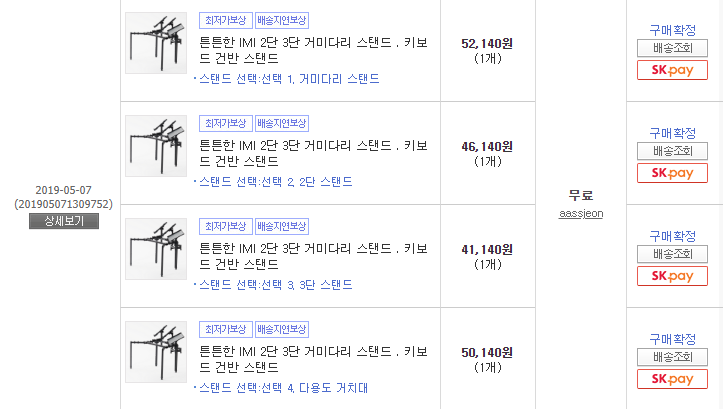 최저가보상 배송지연보상
튼튼한 IMI 2단 3단 거미다리 스탠드 . 키보
드 건반 스탠드
스탠드 선택:선택 1, 거미다리 스탠드
52,140원
(1개)
구매확정
배송조회
SK pay
최저가보상 배송지연보상
튼튼한 IMI 2단 3단 거미다리 스탠드 . 키보
드 건반 스탠드
스탠드 선택:선택 2, 2단 스탠드
46,140원
(1개)
구매확정
배송조회
SK pay
2019-05-07
(201905071309752)
상세보기
무료
aassjeon
최저가보상 배송지연보상
튼튼한 IMI 2단 3단 거미다리 스탠드 . 키보
드 건반 스탠드
스탠드 선택:선택 3, 3단 스탠드
41,140원
(1개)
구매확정
배송조회
SK pay
최저가보상 배송지연보상
튼튼한 IMI 2단 3단 거미다리 스탠드 . 키보
드 건반 스탠드
스탠드 선택:선택 4, 다용도 거치대
50,140원
(1개)
구매확정
배송조회
SK pay